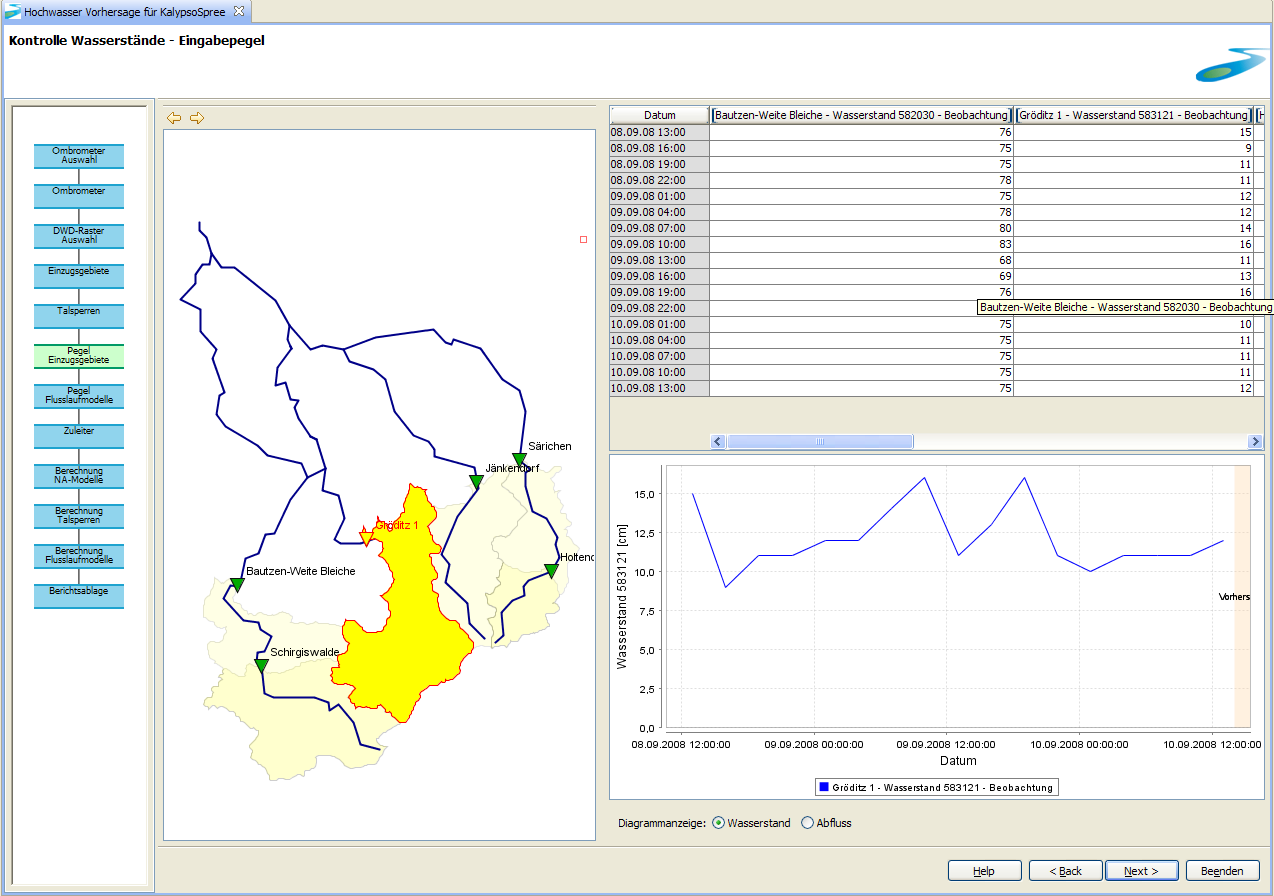 Hochwasser Vorhersage für KalypsoSpree
Kontrolle Wasserstände - Eingabepegel
Ombrometer
Auswahl
Ombrometer
DWD-Raster
Auswahl
Einzugsgebiete
Talsperren
Pegel
Einzugsgebiete
Pegel
Flusslaufmodelle
Zuleiter
Berechnung
NA-Modelle
Berechnung
Talsperren
Berechnung
Flusslaufmodelle
Berichtsablage
Särichen
Jänkendorf
Gröditz 1
Holtend
Bautzen-Weite Bleiche
Schirgiswalde
Datum Bautzen-Weite Bleiche - Wasserstand 582030 - Beobachtung Gröditz 1 - Wasserstand 583121 - Beobachtung H
08.09.08 13:00 76 15
08.09.08 16:00 75 9
08.09.08 19:00 75 11
08.09.08 22:00 78 11
09.09.08 01:00 75 12
09.09.08 04:00 78 12
09.09.08 07:00 80 14
09.09.08 10:00 83 16
09.09.08 13:00 68 11
09.09.08 16:00 69 13
09.09.08 19:00 76 16
09.09.08 22:00
Bautzen-Weite Bleiche - Wasserstand 582030 - Beobachtung
10.09.08 01:00 75 10
10.09.08 04:00 75 11
10.09.08 07:00 75 11
10.09.08 10:00 75 11
10.09.08 13:00 75 12
Wasserstand 583121 [cm]
15,0
12,5
10,0
7,5
5,0
2,5
0,0
Vorhers
08.09.2008 12:00:00 09.09.2008 00:00:00 09.09.2008 12:00:00 10.09.2008 00:00:00 10.09.2008 12:00:00
Datum
Gröditz 1 - Wasserstand 583121 - Beobachtung
Diagrammanzeige: Wasserstand Abfluss
Help < Back Next > Beenden